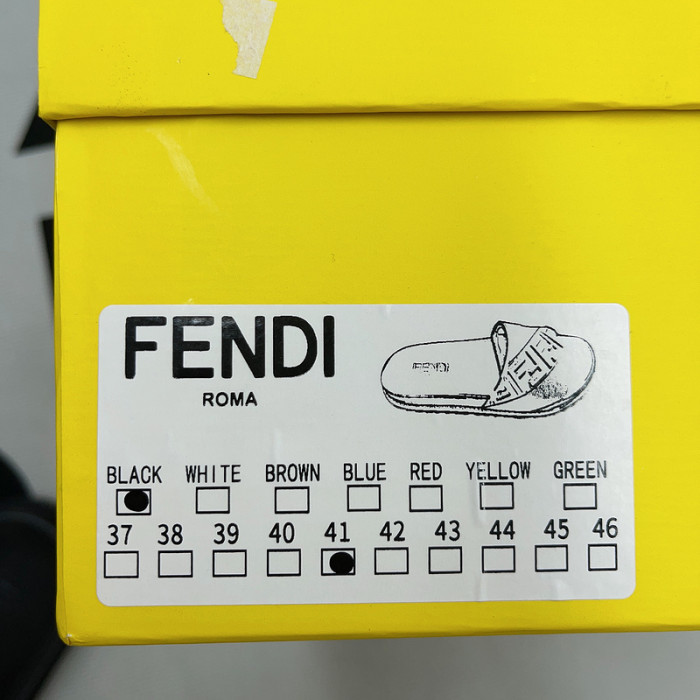 FENDI
ROMA
FENDI
BLACK WHITE BROWN BLUE RED YELLOW GREEN
37 38 39 40 41 42 43 44 45 46